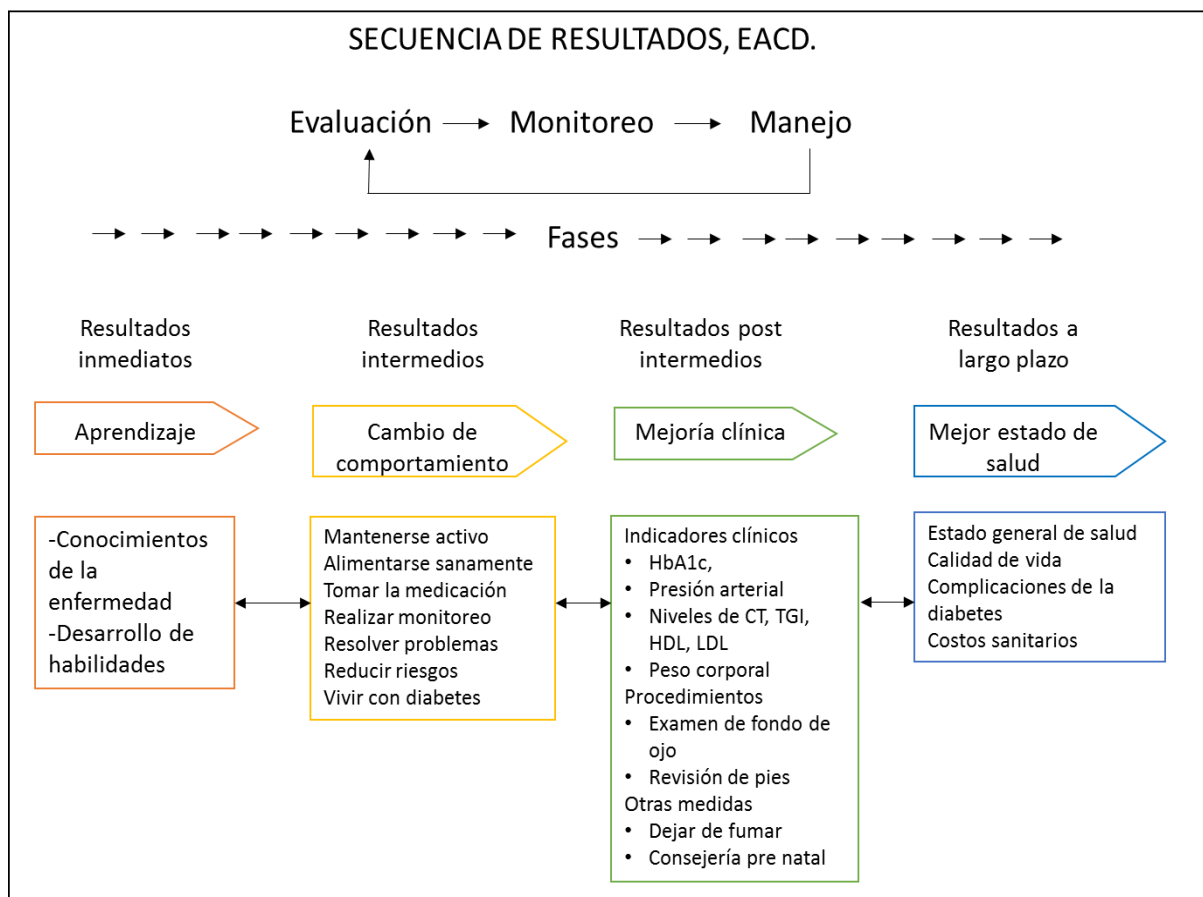 SECUENCIA DE RESULTADOS, EACD.
Evaluación
Monitoreo
Manejo
Fases
Resultados
inmediatos
Resultados
intermedios
Resultados post
intermedios
Resultados a
largo plazo
Aprendizaje
Cambio de
comportamiento
Mejoría clínica
Mejor estado de
salud
-Conocimientos
de la
enfermedad
-Desarrollo de
habilidades
Mantenerse activo
Alimentarse sanamente
Tomar la medicación
Realizar monitoreo
Resolver problemas
Reducir riesgos
Vivir con diabetes
Indicadores clínicos
• HbA1c,
• Presión arterial
• Niveles de CT, TGI,
HDL, LDL
• Peso corporal
Procedimientos
• Examen de fondo de
ojo
• Revisión de pies
Otras medidas
• Dejar de fumar
• Consejería pre natal
Estado general de salud
Calidad de vida
Complicaciones de la
diabetes
Costos sanitarios